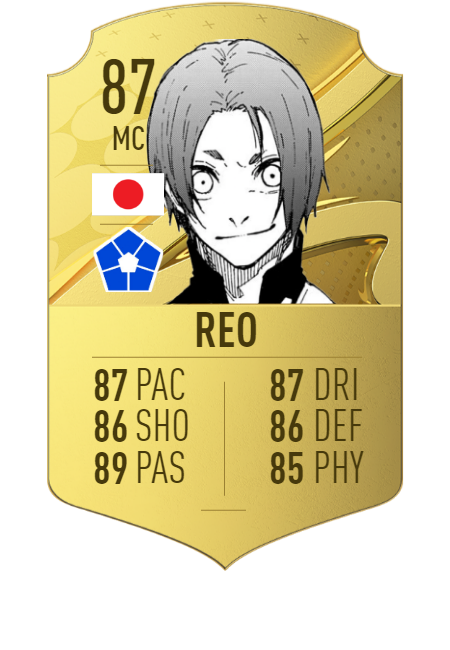 87
MC
REO
87 PAC 87 DRI
86 SHO 86 DEF
89 PAS 85 PHY